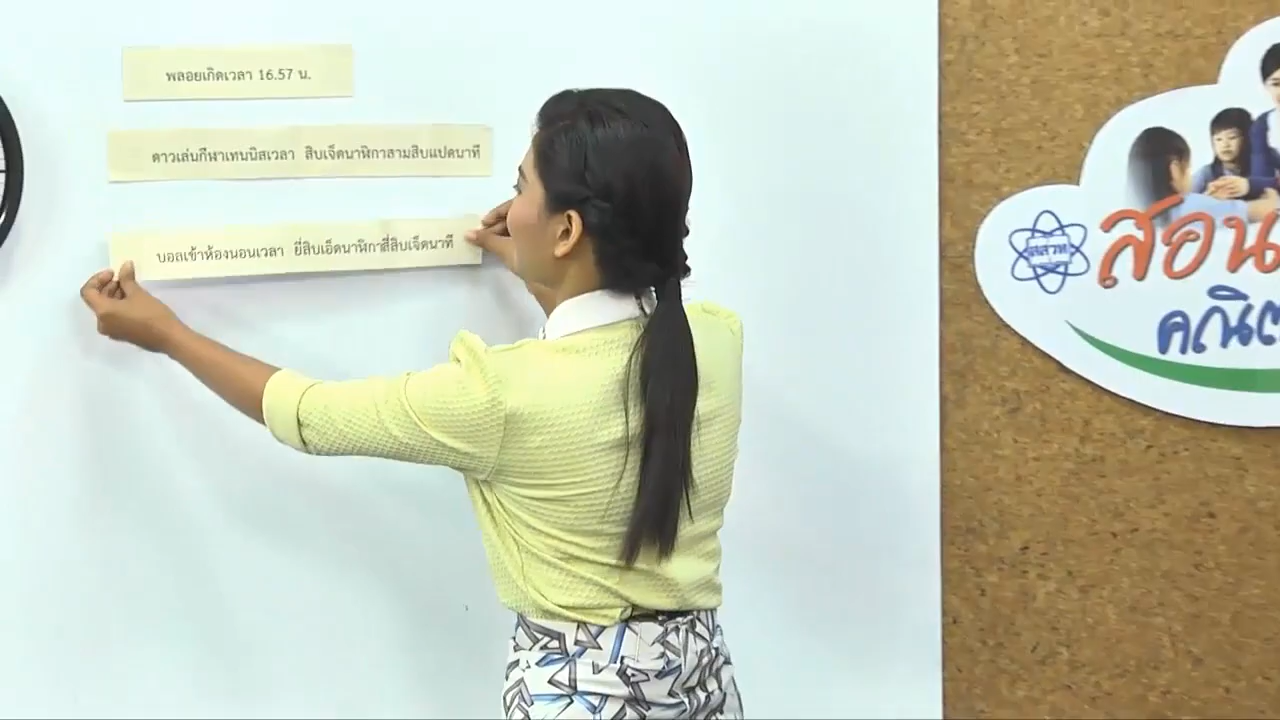 พลอยเกิดเวลา 16.57 น.
ดาวเล่นกีฬาเทนนิสเวลา สิบเจ็ดนาฬิกาสามสิบแปดนาที
บอลเข้าห้องนอนเวลา ยี่สิบเอ็ดนาฬิกาสี่สิบเจ็ดนาที
สสวท
สอน
คณิต